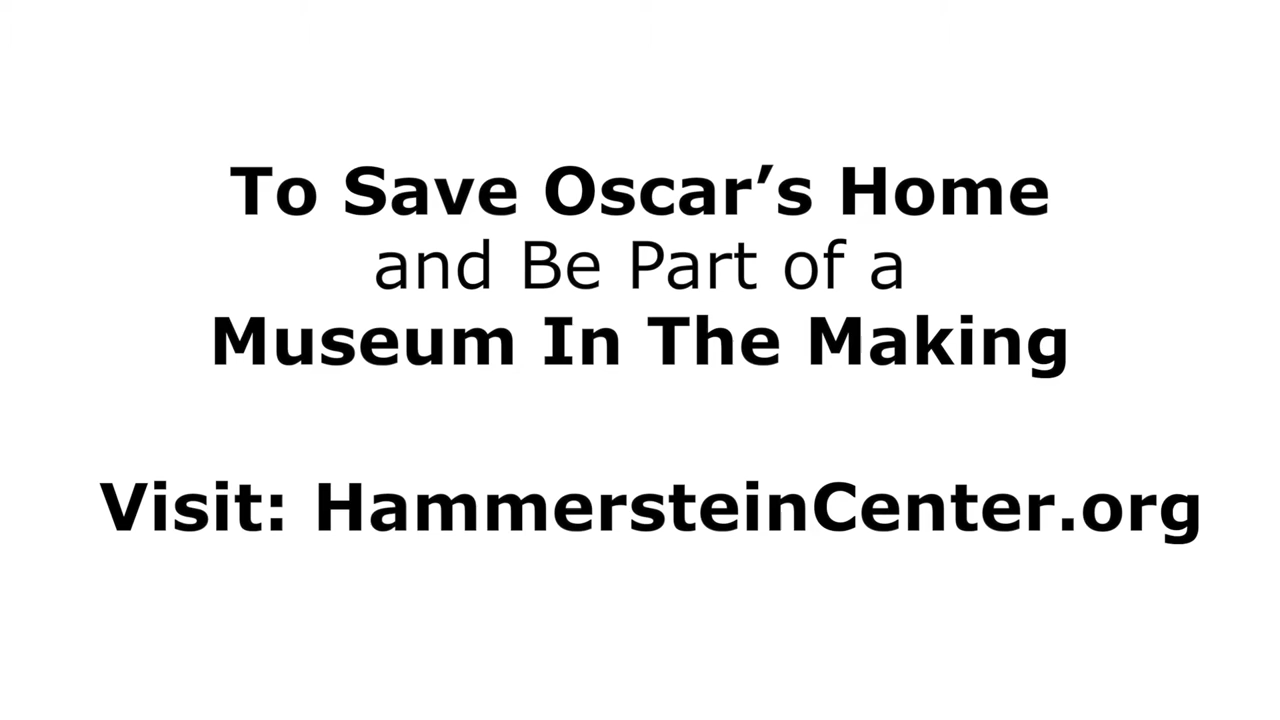 To Save Oscar’s Home
and Be Part of a
Museum In The Making
Visit: HammersteinCenter.org